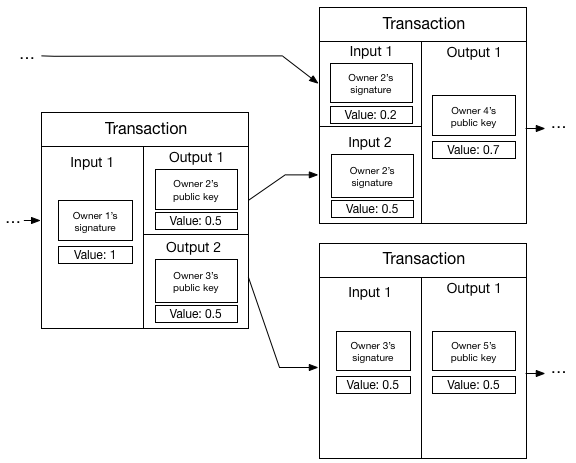 Transaction
Input 1
Output 1
Owner 2's
signature
Value: 0.2
Owner 4's
public key
Value: 0.7
Input 2
Owner 2's
signature
Value: 0.5
...
...
Transaction
Input 1
Output 1
Owner 2's
public key
Value: 0.5
Owner 1's
signature
Value: 1
Output 2
Owner 3's
public key
Value: 0.5
...
Transaction
Input 1
Output 1
Owner 3's
signature
Value: 0.5
Owner 5's
public key
Value: 0.5
...